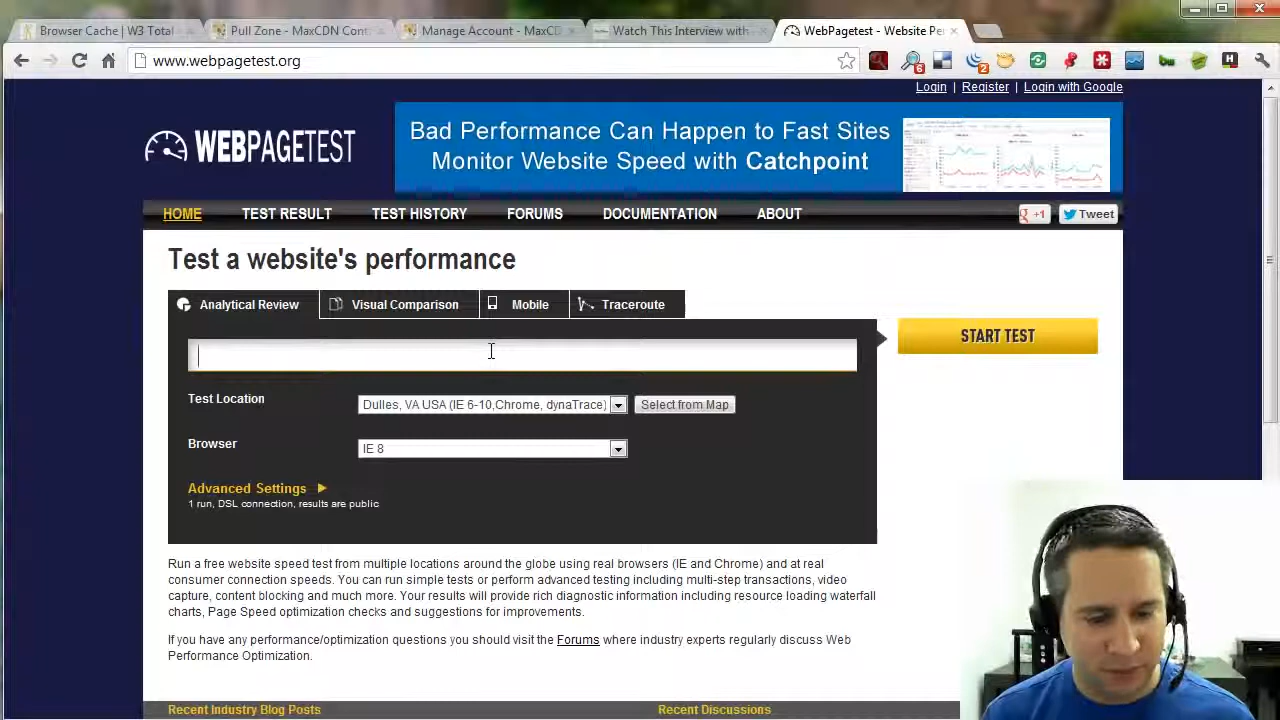 Browser Cache | W3 Total
Pull Zone - MaxCDN Cont
Manage Account - MaxCD
Watch This Interview with
WebPagetest - Website Pe
www.webpagetest.org
6
2
H
Login | Register | Login with Google
Bad Performance Can Happen to Fast Sites
Monitor Website Speed with Catchpoint
WEBPAGETEST
HOME TEST RESULT TEST HISTORY FORUMS DOCUMENTATION ABOUT
+1
Tweet
Test a website's performance
Analytical Review
Visual Comparison
Mobile
Traceroute
START TEST
Test Location
Dulles, VA USA (IE 6-10,Chrome, dynaTrace)
Select from Map
Browser
IE 8
Advanced Settings
1 run, DSL connection, results are public
Run a free website speed test from multiple locations around the globe using real browsers (IE and Chrome) and at real
consumer connection speeds. You can run simple tests or perform advanced testing including multi-step transactions, video
capture, content blocking and much more. Your results will provide rich diagnostic information including resource loading waterfall
charts, Page Speed optimization checks and suggestions for improvements.
If you have any performance/optimization questions you should visit the Forums where industry experts regularly discuss Web
Performance Optimization.
Recent Industry Blog Posts
Recent Discussions